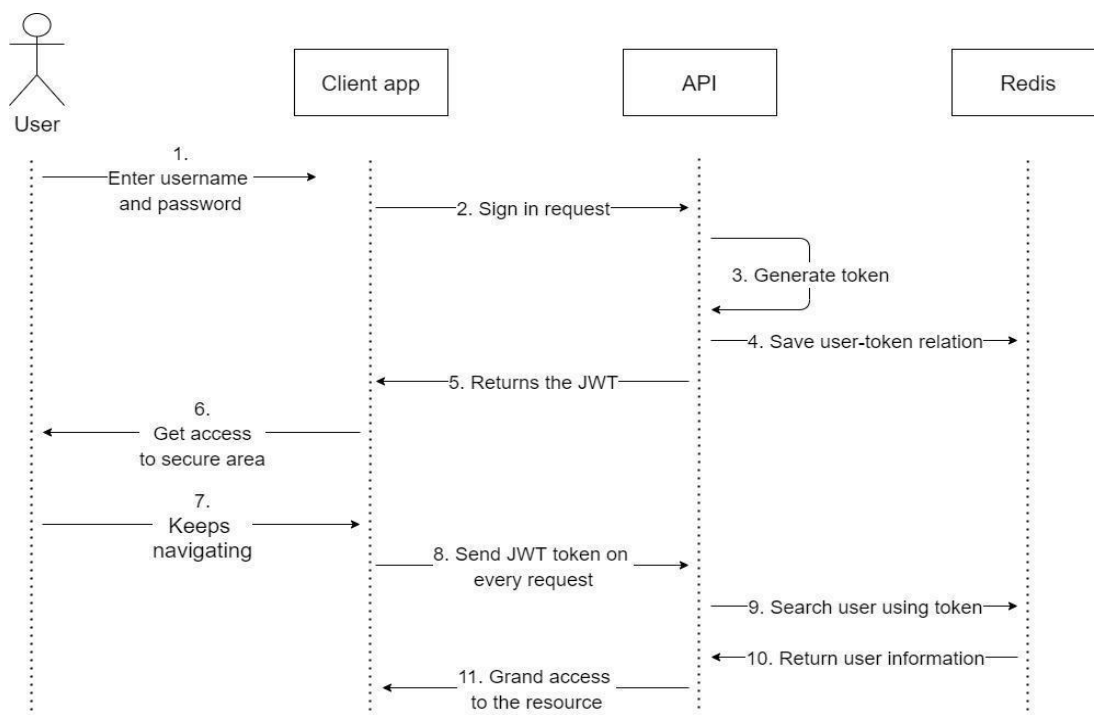 User
Client app
API
Redis
1.
Enter username
and password
2. Sign in request
3. Generate token
4. Save user-token relation
5. Returns the JWT
6.
Get access
to secure area
7.
Keeps
navigating
8. Send JWT token on
every request
9. Search user using token
10. Return user information
11. Grand access
to the resource